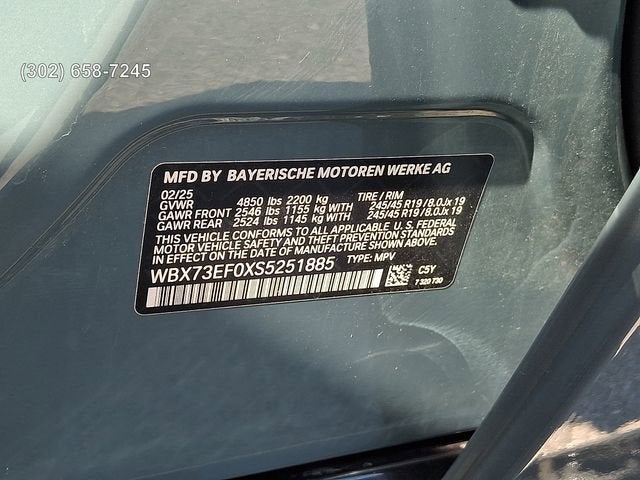 (302) 658-7245
MFD BY BAYERISCHE MOTOREN WERKE AG
02/25
GVWR 4850 lbs 2200 kg TIRE / RIM
GAWR FRONT 2546 lbs 1155 kg WITH 245/45 R19/8.0Jx19
GAWR REAR 2524 lbs 1145 kg WITH 245/45 R19/8.0Jx19
THIS VEHICLE CONFORMS TO ALL APPLICABLE U.S. FEDERAL
MOTOR VEHICLE SAFETY AND THEFT PREVENTION STANDARDS
IN EFFECT ON THE DATE OF MANUFACTURE SHOWN ABOVE.
WBX73EF0XS5251885 TYPE: MPV
C5Y
7 320 730